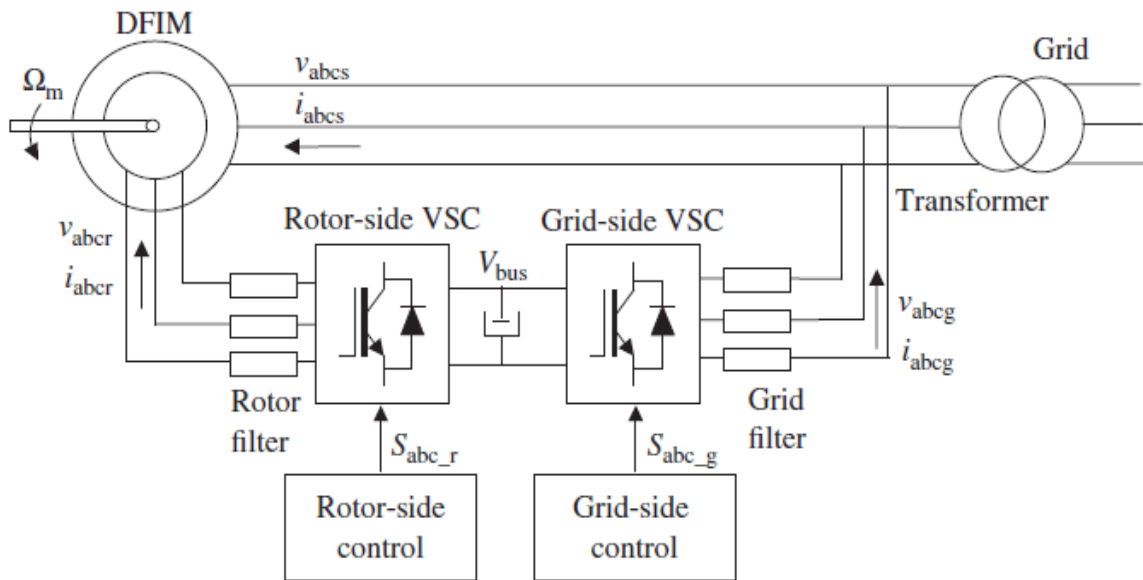 DFIM
Grid
Ωm
vabcs
iabcs
Transformer
Rotor-side VSC
Grid-side VSC
vabcr
iabcr
Vbus
vabcg
iabcg
Rotor
filter
Grid
filter
Sabc_r
Sabc_g
Rotor-side
control
Grid-side
control